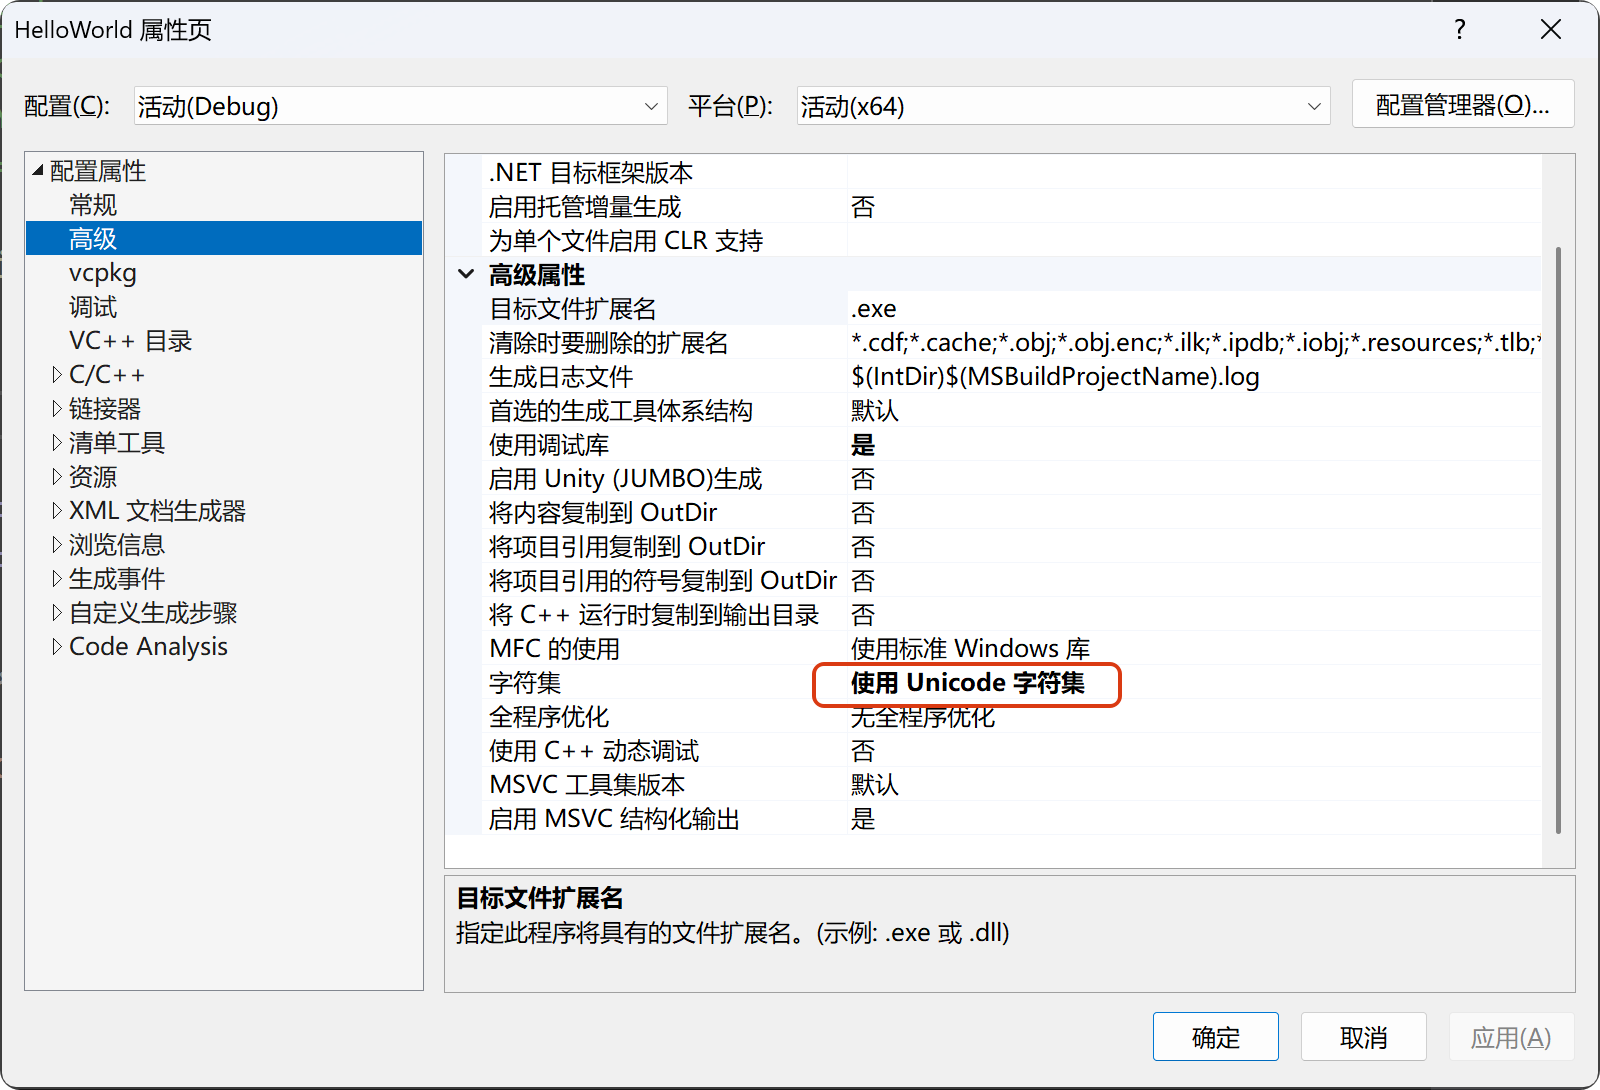 HelloWorld 属性页
?
配置(C):
活动(Debug)
平台(P):
活动(x64)
配置管理器(O)...
配置属性
常规
高级
vcpkg
调试
VC++ 目录
C/C++
链接器
清单工具
资源
XML 文档生成器
浏览信息
生成事件
自定义生成步骤
Code Analysis
.NET 目标框架版本
启用托管增量生成 否
为单个文件启用 CLR 支持
高级属性
目标文件扩展名 .exe
清除时要删除的扩展名 *.cdf;*.cache;*.obj;*.obj.enc;*.ilk;*.ipdb;*.iobj;*.resources;*.tlb;*
生成日志文件 $(IntDir)$(MSBuildProjectName).log
首选的生成工具体系结构 默认
使用调试库 是
启用 Unity (JUMBO)生成 否
将内容复制到 OutDir 否
将项目引用复制到 OutDir 否
将项目引用的符号复制到 OutDir 否
将 C++ 运行时复制到输出目录 否
MFC 的使用 使用标准 Windows 库
字符集 使用 Unicode 字符集
全程序优化 无全程序优化
使用 C++ 动态调试 否
MSVC 工具集版本 默认
启用 MSVC 结构化输出 是
目标文件扩展名
指定此程序将具有的文件扩展名。(示例: .exe 或 .dll)
确定
取消
应用(A)